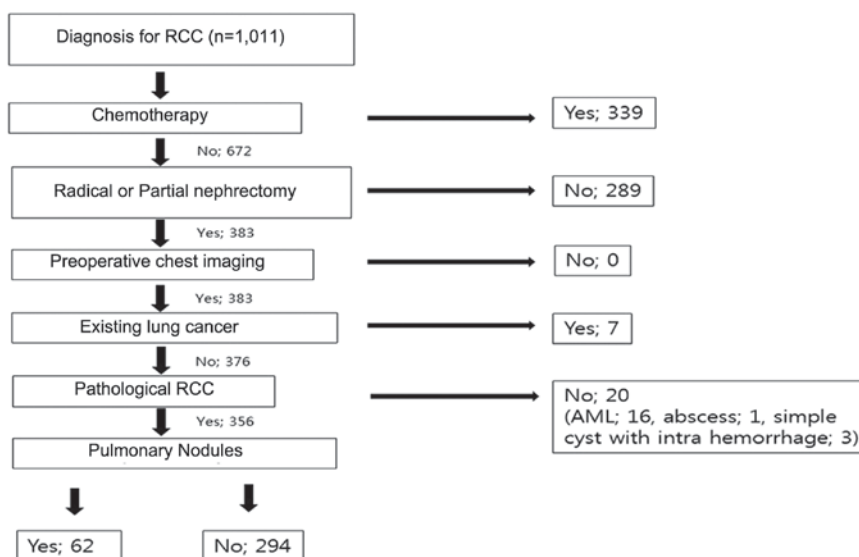 Diagnosis for RCC (n=1,011)
Chemotherapy
Yes; 339
No; 672
Radical or Partial nephrectomy
No; 289
Yes; 383
Preoperative chest imaging
No; 0
Yes; 383
Existing lung cancer
Yes; 7
No; 376
Pathological RCC
No; 20
(AML; 16, abscess; 1, simple
cyst with intra hemorrhage; 3)
Yes; 356
Pulmonary Nodules
Yes; 62
No; 294